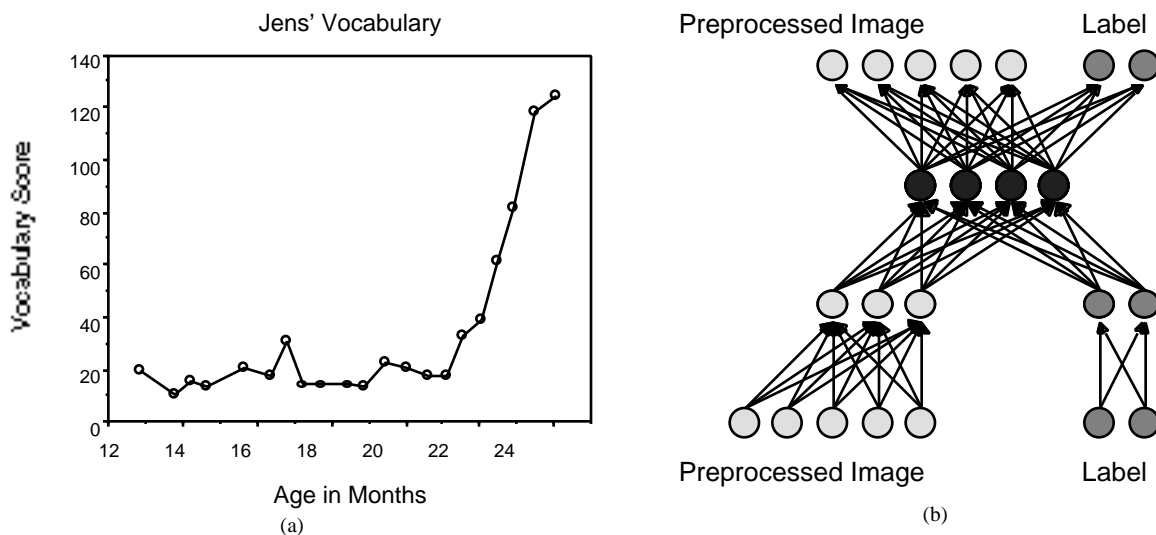 Jens' Vocabulary
140
120
100
80
60
40
20
0
Vocabulary Score
12 14 16 18 20 22 24
Age in Months
(a)
Preprocessed Image Label
Preprocessed Image Label
(b)